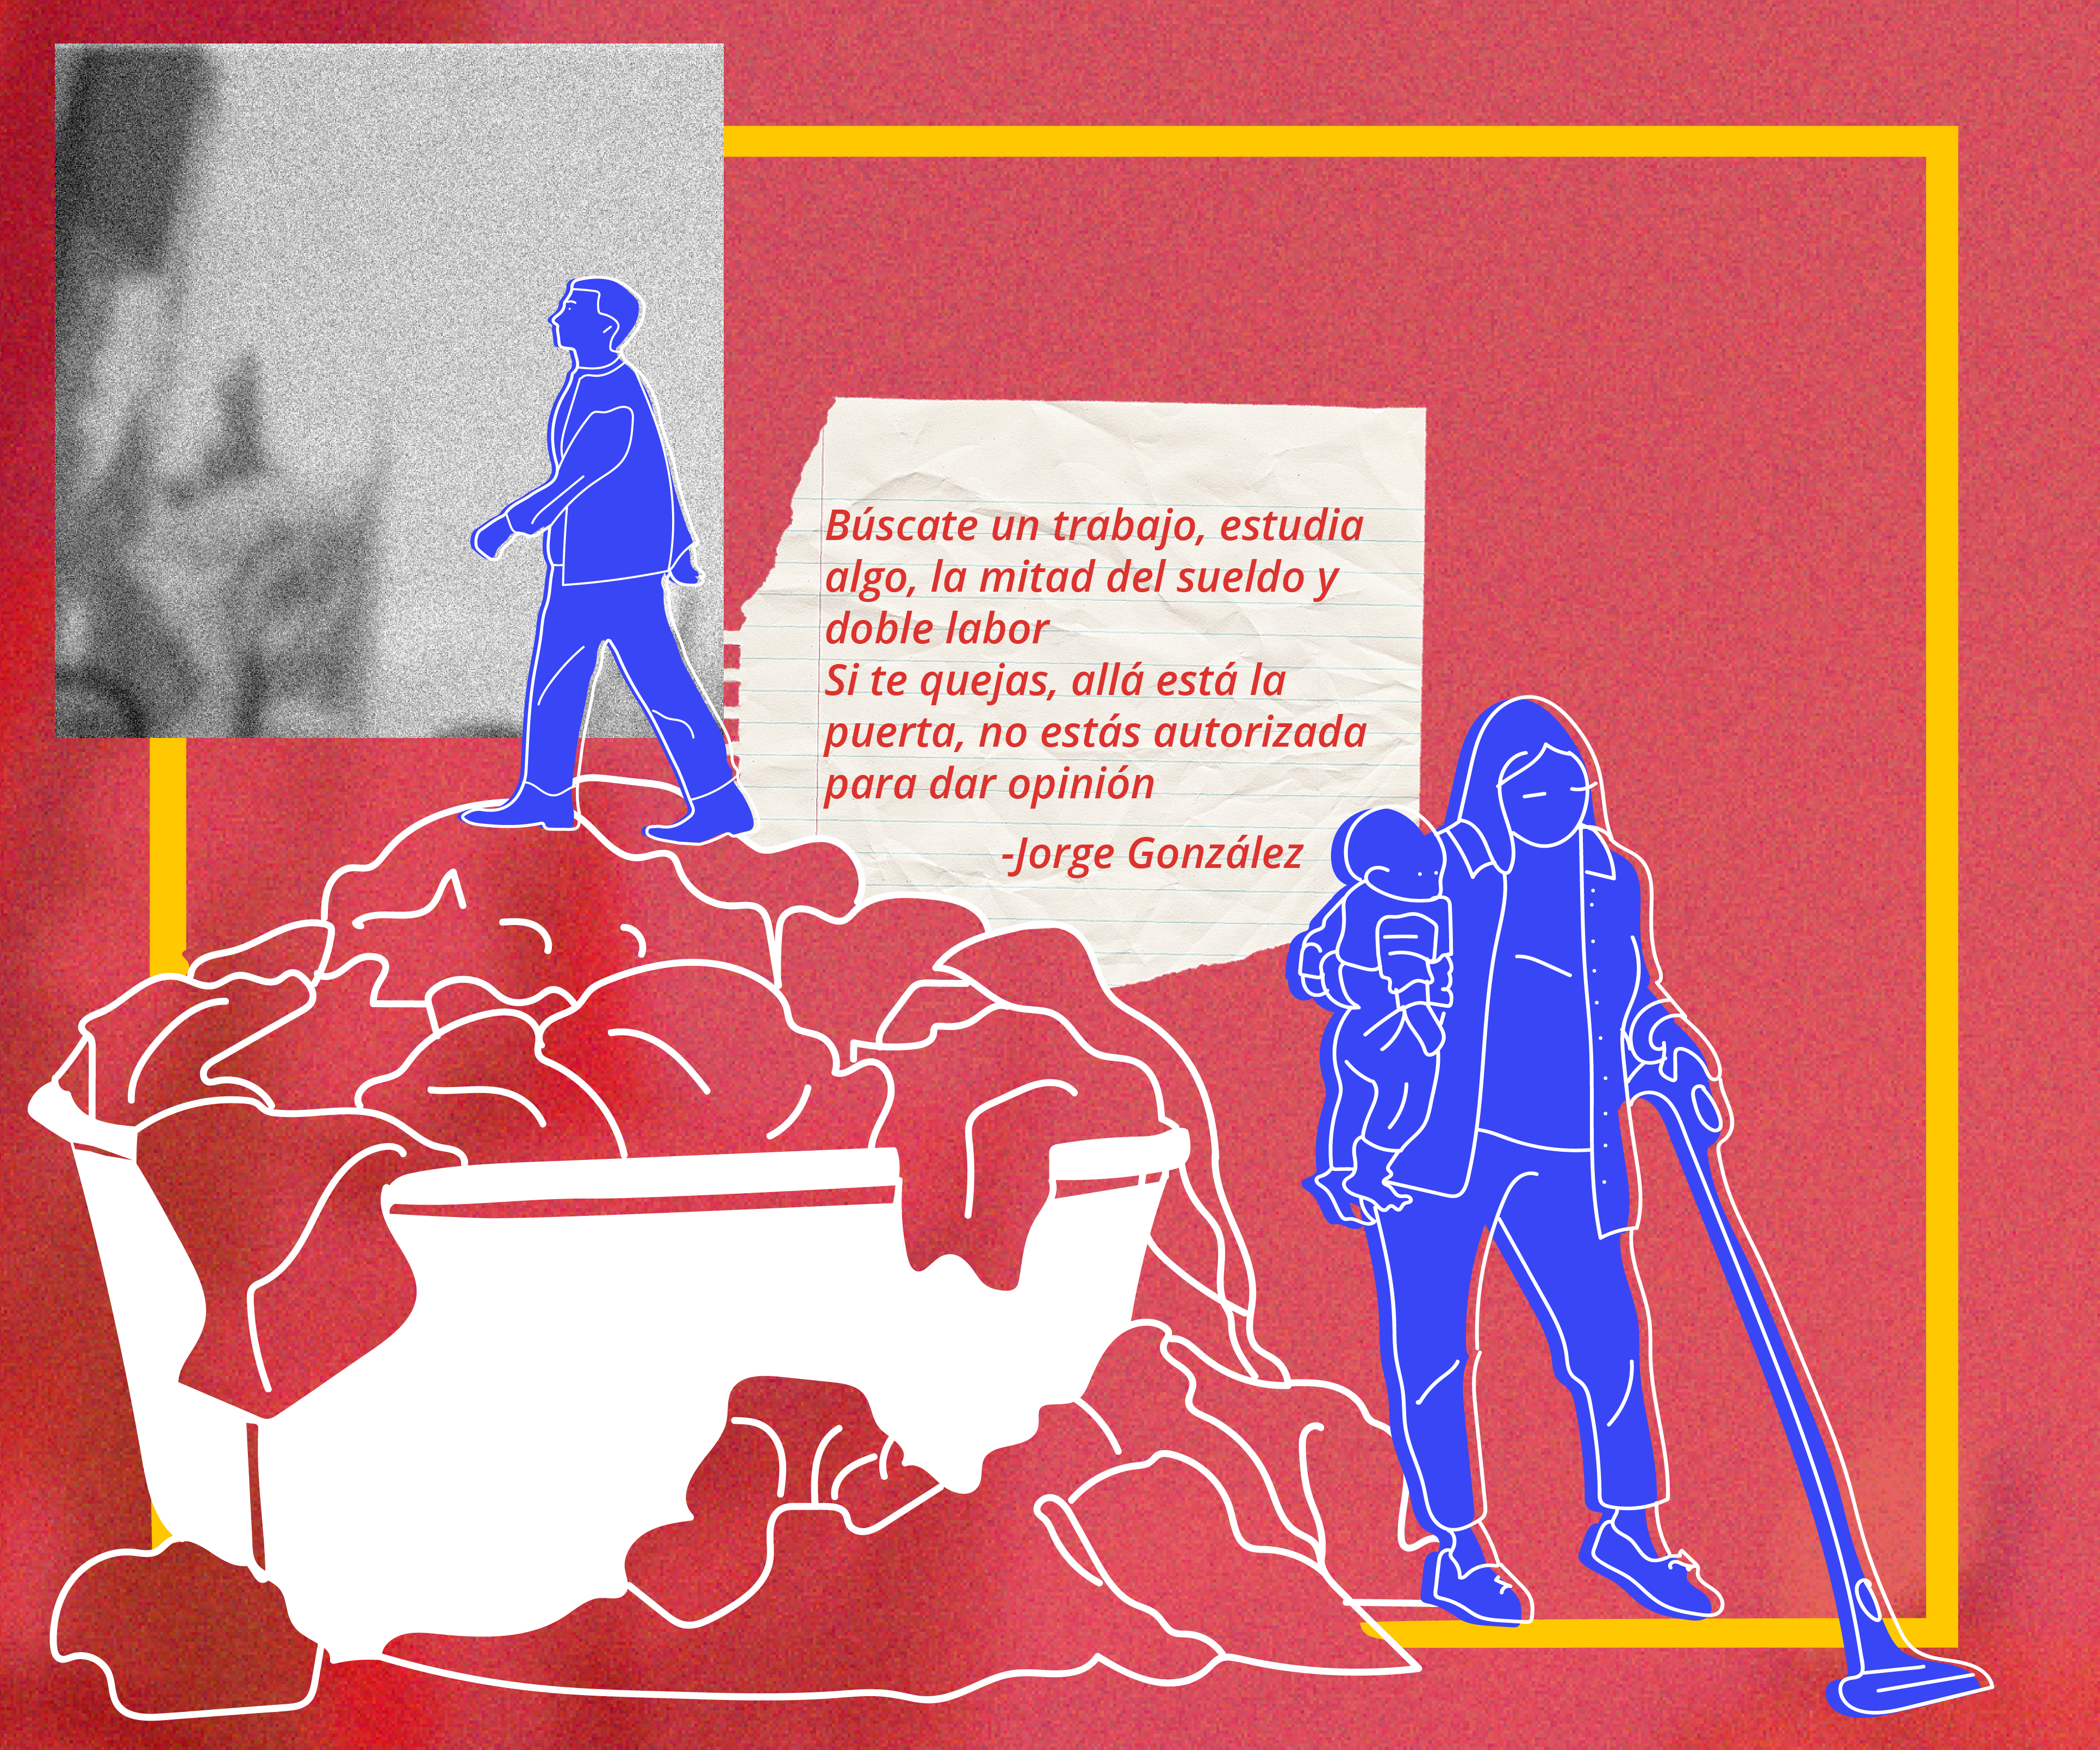 Búscate un trabajo, estudia
algo, la mitad del sueldo y
doble labor
Si te quejas, allá está la
puerta, no estás autorizada
para dar opinión
-Jorge González